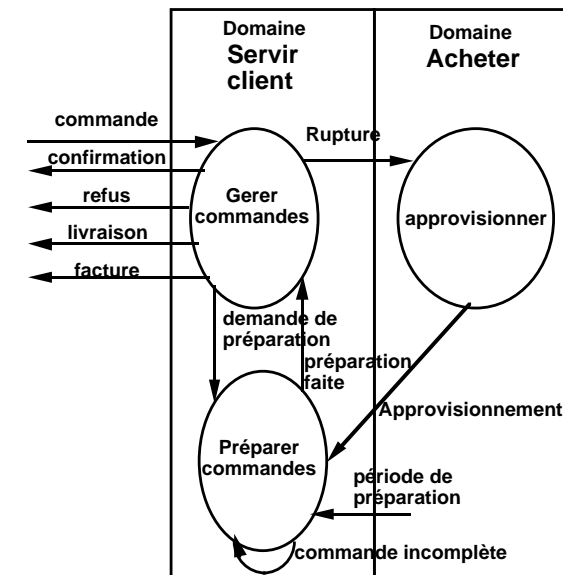 Domaine
Servir
client
Domaine
Acheter
commande
confirmation
refus
livraison
facture
Rupture
Gerer
commandes
approvisionner
demande de
préparation
préparation
faite
Approvisionnement
Préparer
commandes
période de
préparation
commande incomplète